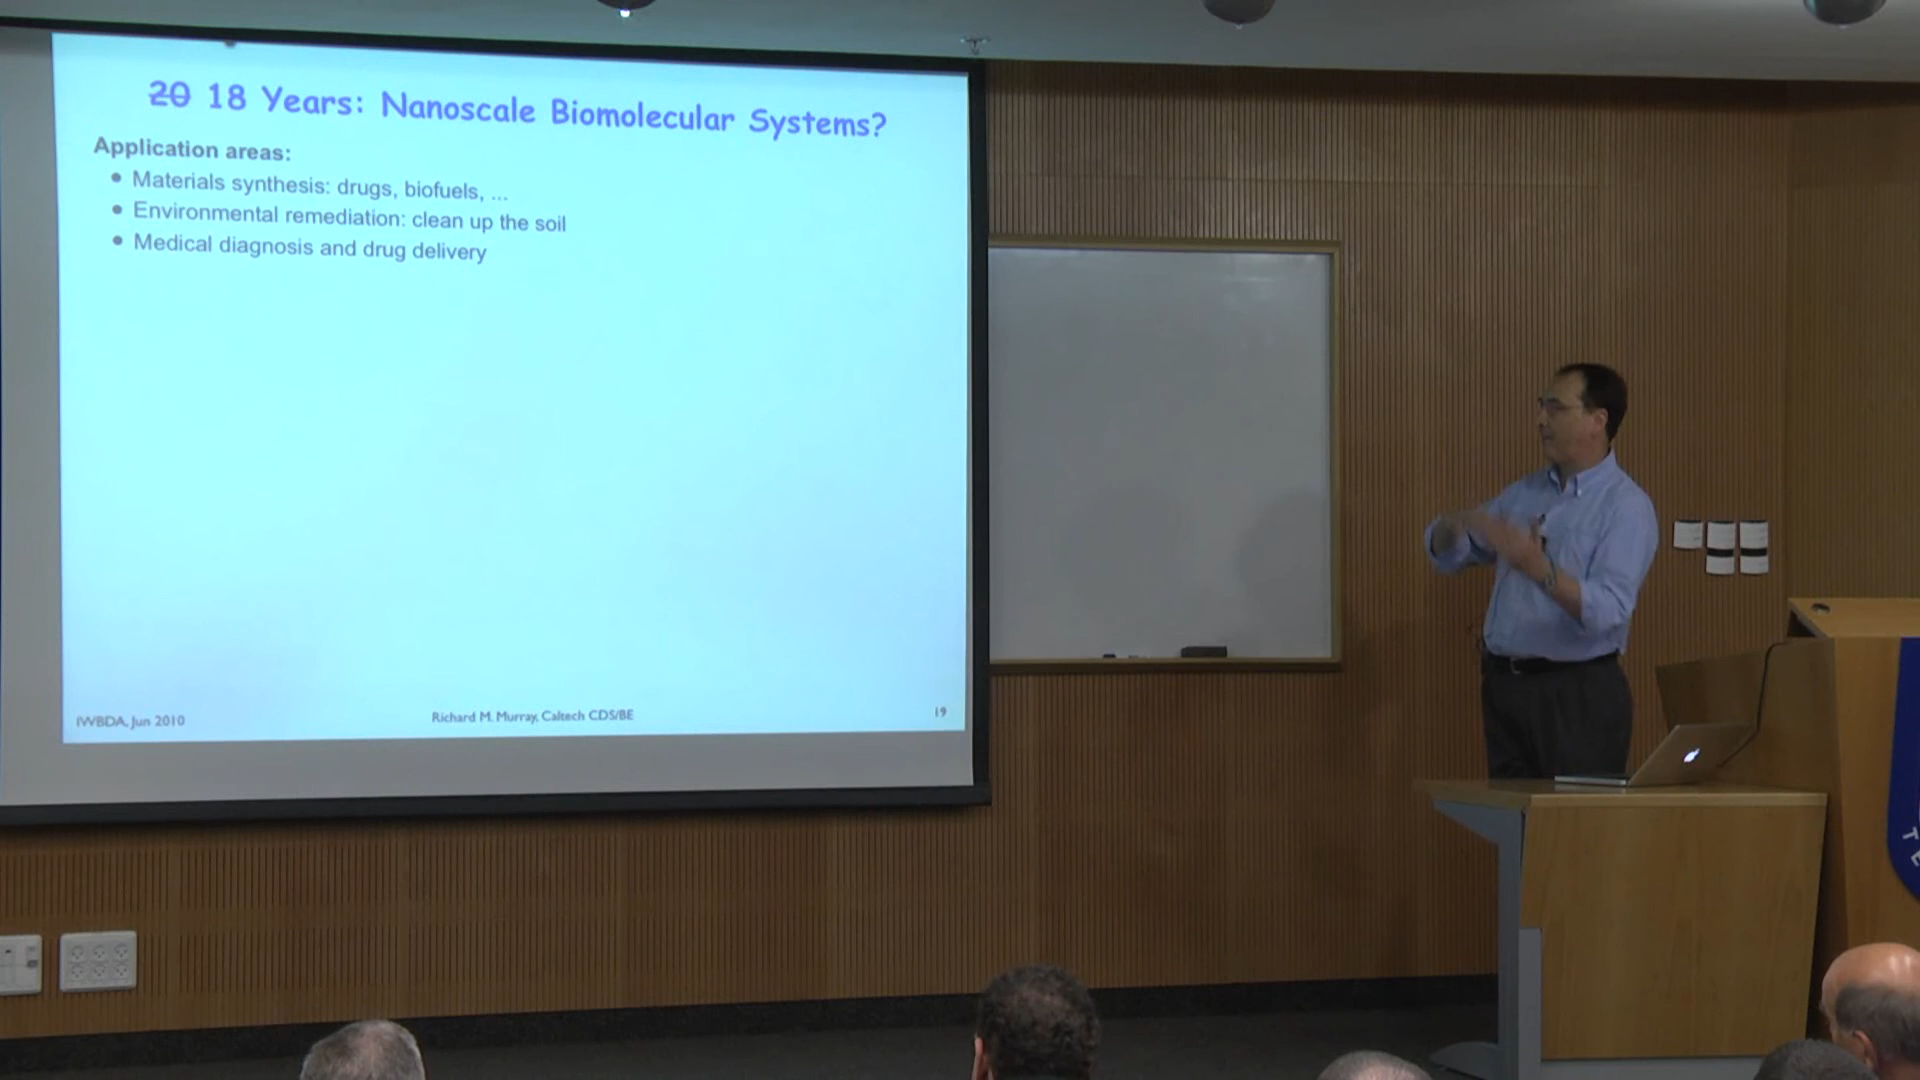 20 18 Years: Nanoscale Biomolecular Systems?
Application areas:
• Materials synthesis: drugs, biofuels, ...
• Environmental remediation: clean up the soil
• Medical diagnosis and drug delivery
IWBDA, Jun 2010
Richard M. Murray, Caltech CDS/BE
19